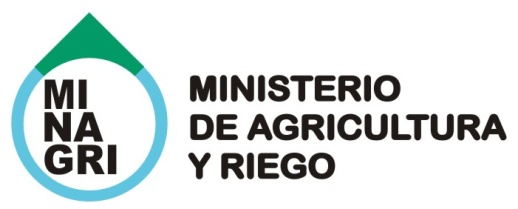 MI
NA
GRI
MINISTERIO
DE AGRICULTURA
Y RIEGO